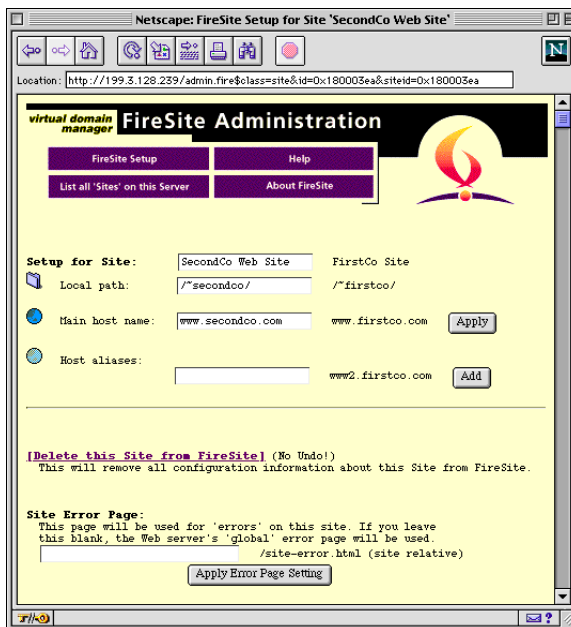 Netscape: FireSite Setup for Site 'SecondCo Web Site'
N
Location: http://199.3.128.239/admin.fire$class=site&id=0x180003ea&siteid=0x180003ea
virtual domain manager FireSite Administration
FireSite Setup Help
List all 'Sites' on this Server About FireSite
Setup for Site: SecondCo Web Site FirstCo Site
Local path: /~secondco/ /~firstco/
Main host name: www.secondco.com www.firstco.com Apply
Host aliases:
www2.firstco.com Add
[Delete this Site from FireSite] (No Undo!)
This will remove all configuration information about this Site from FireSite.
Site Error Page:
This page will be used for 'errors' on this site. If you leave
this blank, the Web server's 'global' error page will be used.
/site-error.html (site relative)
Apply Error Page Setting
?